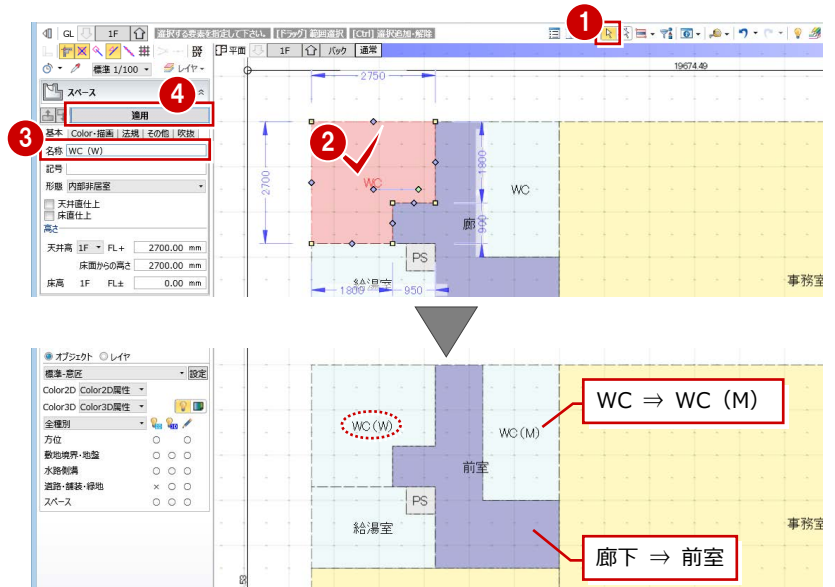 GL 1F 選択する要素を指定して下さい。 [ドラッグ] 範囲選択 [Ctrl] 選択追加・解除
1
標準 1/100 レイヤ
平面 1F バック 通常
19674.49
スペース
4
適用
基本 Color・描画 法規 その他 吹抜
3
名称 WC (W)
記号
形態 内部非居室
天井直仕上
床直仕上
高さ
天井高 1F FL+ 2700.00 mm
床面からの高さ 2700.00 mm
床高 1F FL± 0.00 mm
2750
2
2700
WC
1800
WC
廊
900
PS
給湯室
1800
950
事務室
オブジェクト レイヤ
標準-意匠 設定
Color2D Color2D属性
Color3D Color3D属性
全種別
方位 ○ ○
敷地境界・地盤 ○ ○ ○
水路側溝 ○ ○ ○
道路・舗装・緑地 × ○ ○
スペース ○ ○ ○
WC(W)
WC(M)
WC ⇒ WC (M)
前室
PS
給湯室
事務室
廊下 ⇒ 前室